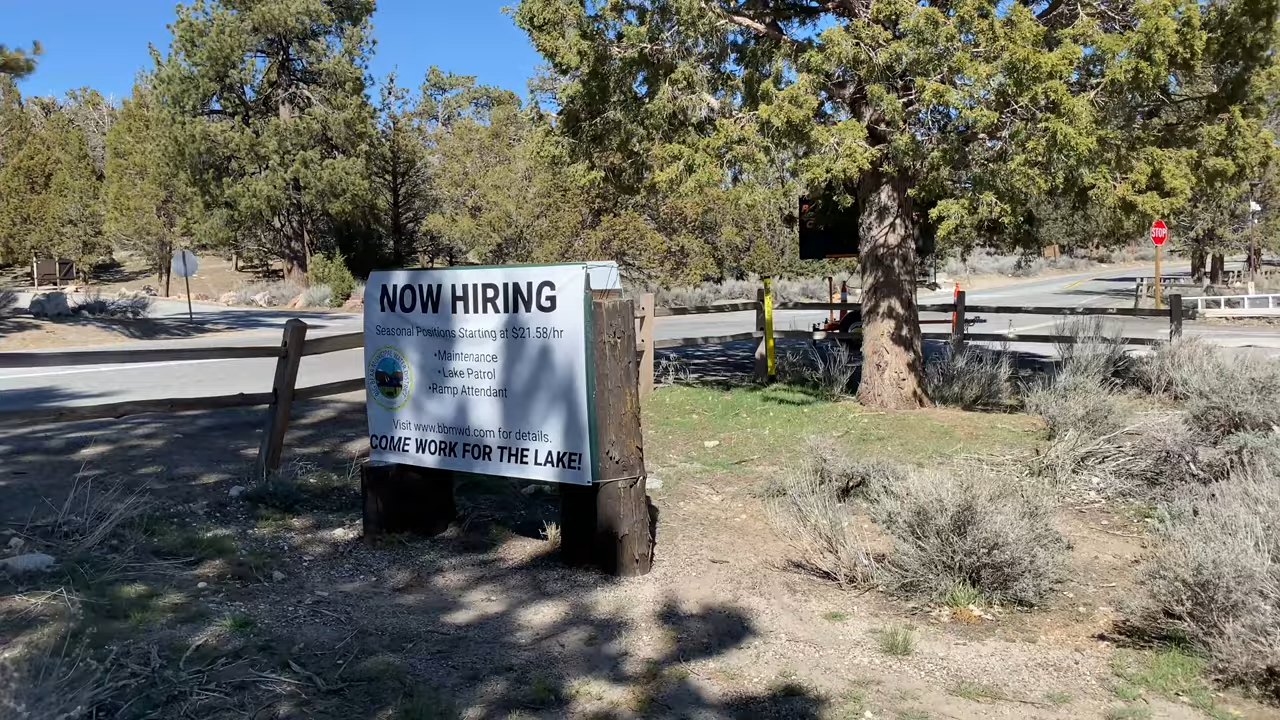 NOW HIRING
Seasonal Positions Starting at $21.58/hr
•Maintenance
•Lake Patrol
•Ramp Attendant
Visit www.bbmwd.com for details.
COME WORK FOR THE LAKE!
STOP